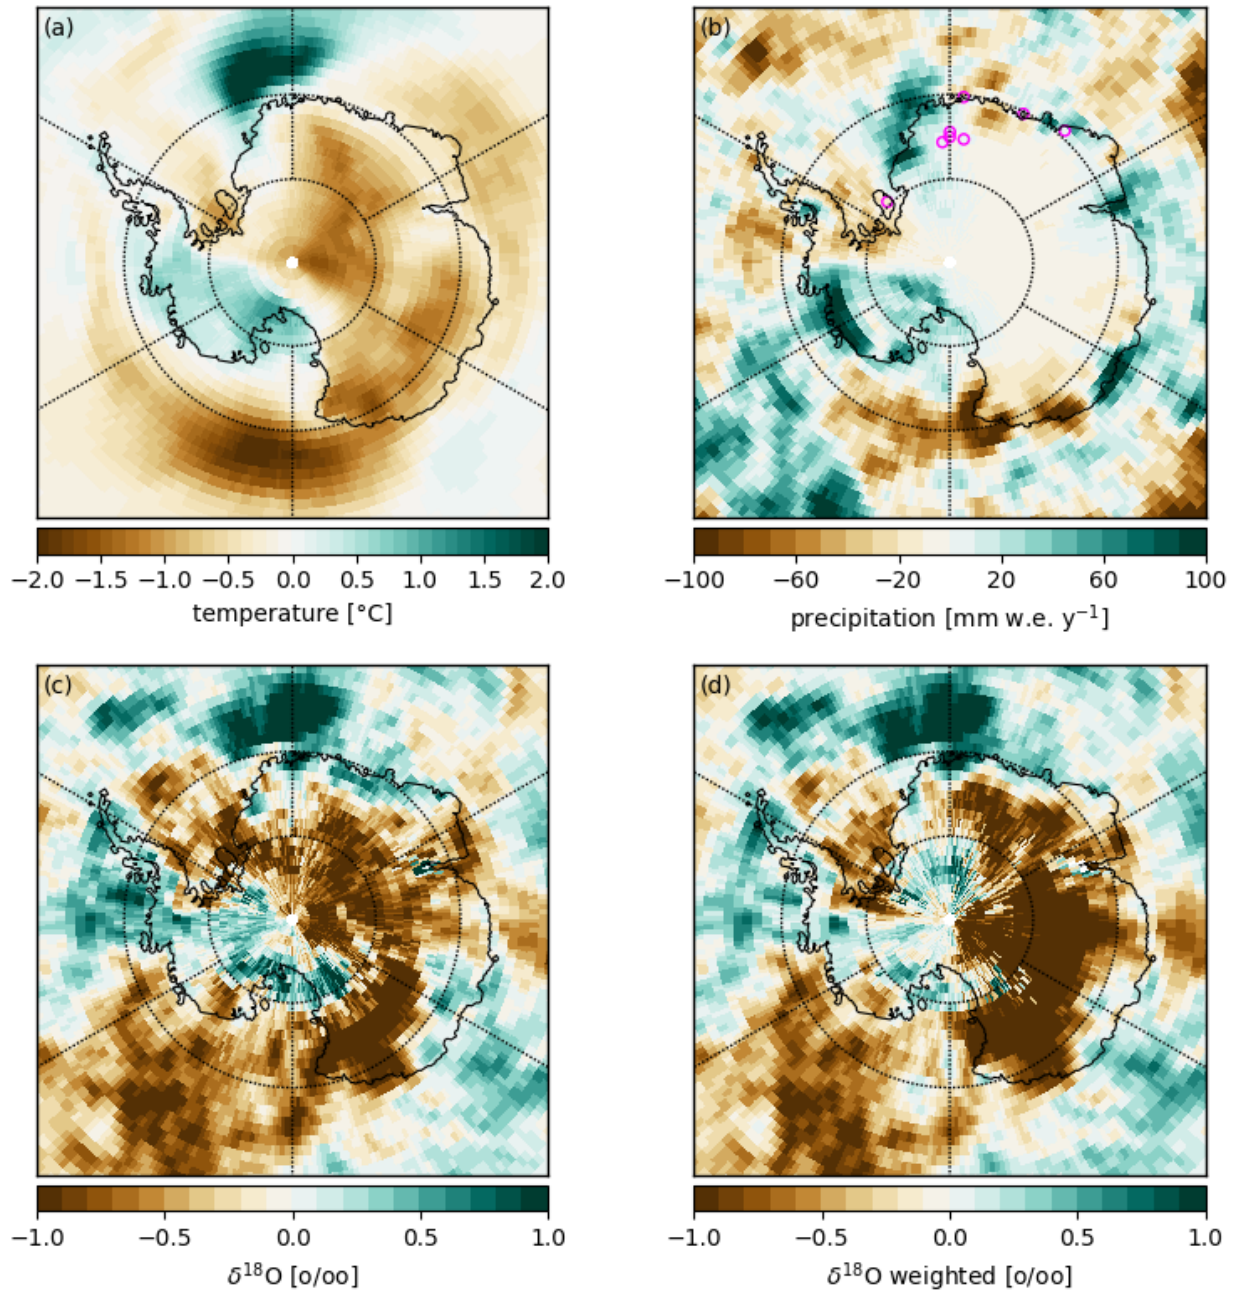 (a)
(b)
−2.0 −1.5 −1.0 −0.5 0.0 0.5 1.0 1.5 2.0
temperature [°C]
−100 −60 −20 20 60 100
precipitation [mm w.e. y⁻¹]
(c)
(d)
−1.0 −0.5 0.0 0.5 1.0
δ¹⁸O [o/oo]
−1.0 −0.5 0.0 0.5 1.0
δ¹⁸O weighted [o/oo]